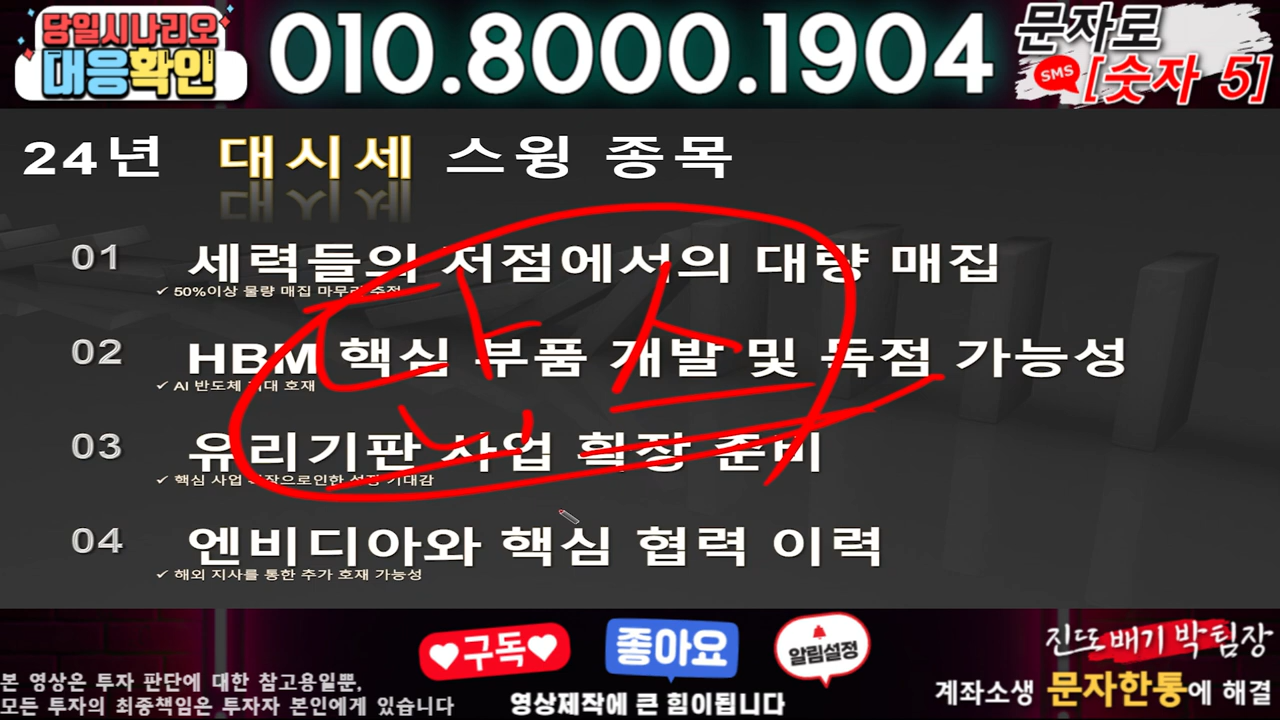 당일시나리오
대응확인
010.8000.1904
문자로
SMS [숫자 5]
24년 대시세 스윙 종목
01 세력들의 저점에서의 대량 매집
✓ 50%이상 물량 매집 마무리 추정
02 HBM 핵심 부품 개발 및 독점 가능성
✓ AI 반도체 최대 호재
03 유리기판 사업 확장 준비
✓ 핵심 사업 확장으로인한 성장 기대감
04 엔비디아와 핵심 협력 이력
✓ 해외 지사를 통한 추가 호재 가능성
구독
좋아요
알림설정
영상제작에 큰 힘이됩니다
본 영상은 투자 판단에 대한 참고용일뿐,
모든 투자의 최종책임은 투자자 본인에게 있습니다
진또배기 박팀장
계좌소생 문자한통에 해결